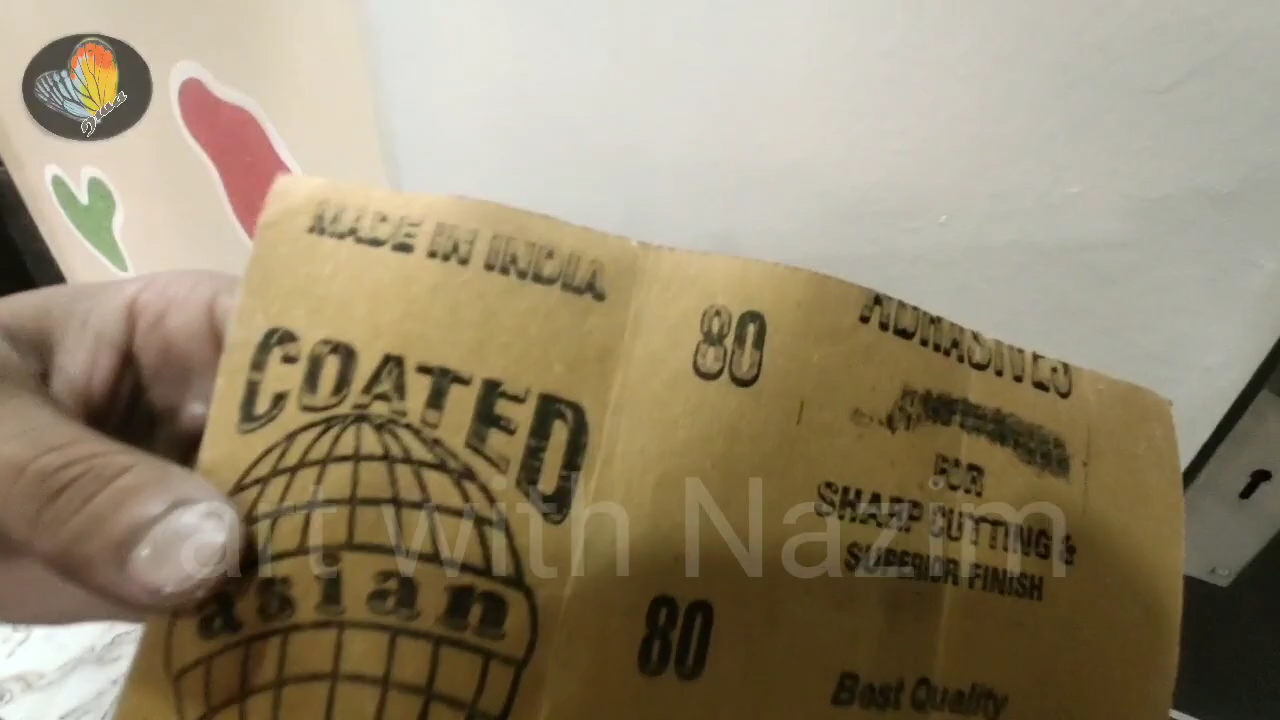 MADE IN INDIA
COATED
asian
80
80
ABRASIVES
FOR
SHARP CUTTING &
SUPERIOR FINISH
Best Quality
art with Nazim